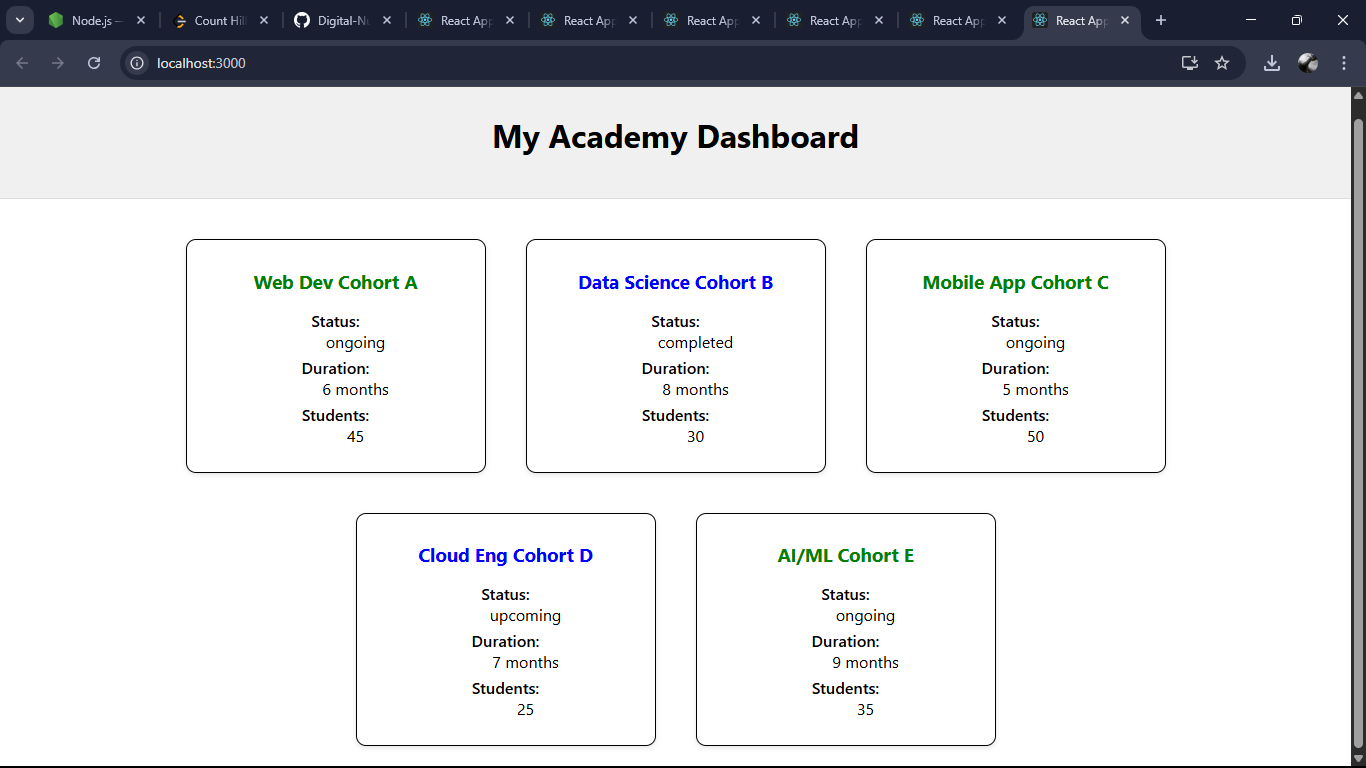 Node.js — Count Hil Digital-Nu React App React App React App React App React App React App
localhost:3000
My Academy Dashboard
Web Dev Cohort A
Status:
ongoing
Duration:
6 months
Students:
45
Data Science Cohort B
Status:
completed
Duration:
8 months
Students:
30
Mobile App Cohort C
Status:
ongoing
Duration:
5 months
Students:
50
Cloud Eng Cohort D
Status:
upcoming
Duration:
7 months
Students:
25
AI/ML Cohort E
Status:
ongoing
Duration:
9 months
Students:
35